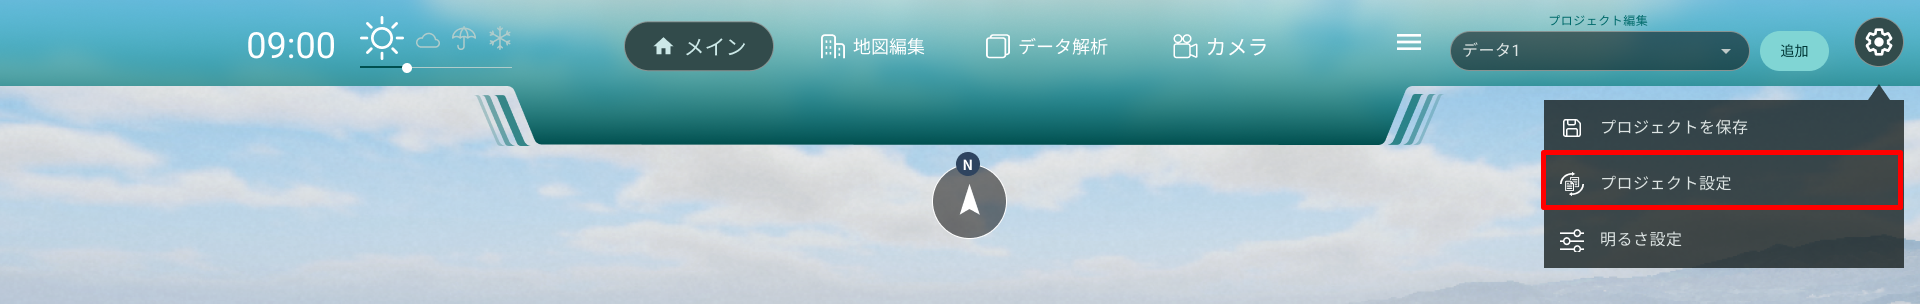 プロジェクト編集
09:00
メイン
地図編集
データ解析
カメラ
データ1
追加
プロジェクトを保存
プロジェクト設定
明るさ設定
N